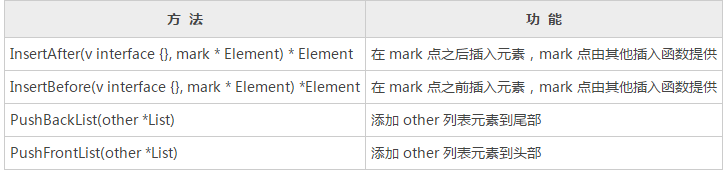 方 法 功 能
InsertAfter(v interface {}, mark * Element) * Element 在 mark 点之后插入元素，mark 点由其他插入函数提供
InsertBefore(v interface {}, mark * Element) *Element 在 mark 点之前插入元素，mark 点由其他插入函数提供
PushBackList(other *List) 添加 other 列表元素到尾部
PushFrontList(other *List) 添加 other 列表元素到头部